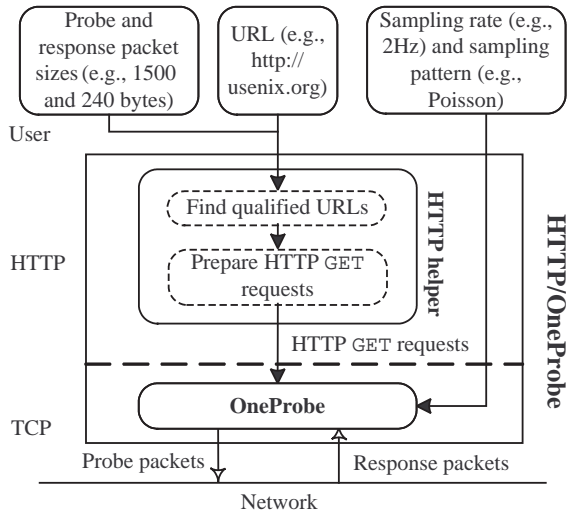 Probe and
response packet
sizes (e.g., 1500
and 240 bytes)
URL (e.g.,
http://
usenix.org)
Sampling rate (e.g.,
2Hz) and sampling
pattern (e.g.,
Poisson)
User
Find qualified URLs
Prepare HTTP GET
requests
HTTP helper
HTTP
HTTP/OneProbe
HTTP GET requests
OneProbe
TCP
Probe packets
Response packets
Network